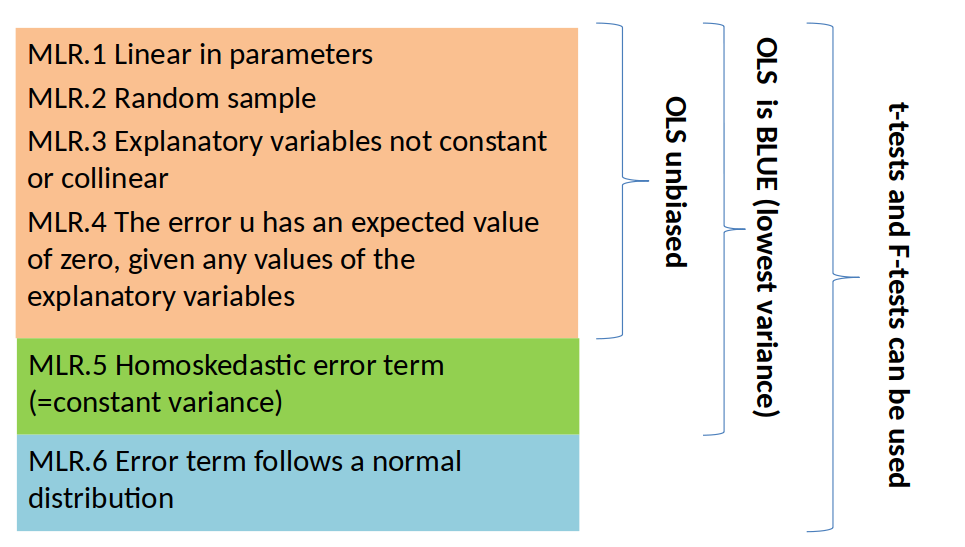 MLR.1 Linear in parameters
MLR.2 Random sample
MLR.3 Explanatory variables not constant
or collinear
MLR.4 The error u has an expected value
of zero, given any values of the
explanatory variables
MLR.5 Homoskedastic error term
(=constant variance)
MLR.6 Error term follows a normal
distribution
OLS unbiased
OLS is BLUE (lowest variance)
t-tests and F-tests can be used